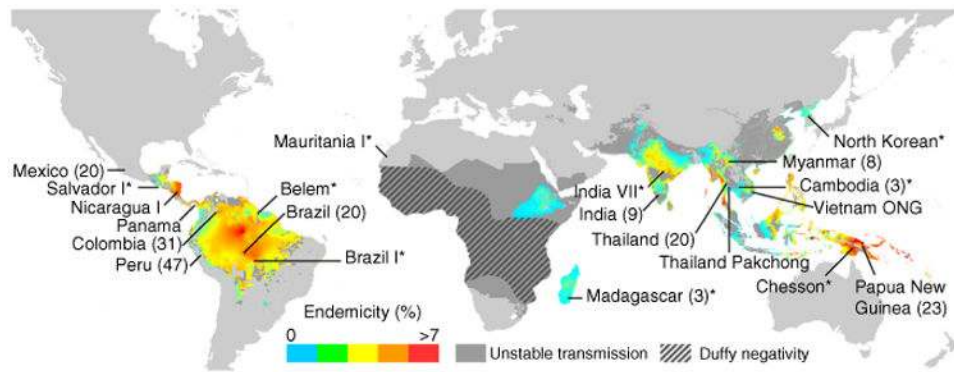 Mauritania I*
North Korean*
Mexico (20)
Salvador I*
Nicaragua I
Panama
Colombia (31)
Peru (47)
Belem*
Brazil (20)
Brazil I*
India VII*
India (9)
Myanmar (8)
Cambodia (3)*
Vietnam ONG
Thailand (20)
Thailand Pakchong
Madagascar (3)*
Chesson*
Papua New
Guinea (23)
Endemicity (%)
0 >7
Unstable transmission
Duffy negativity